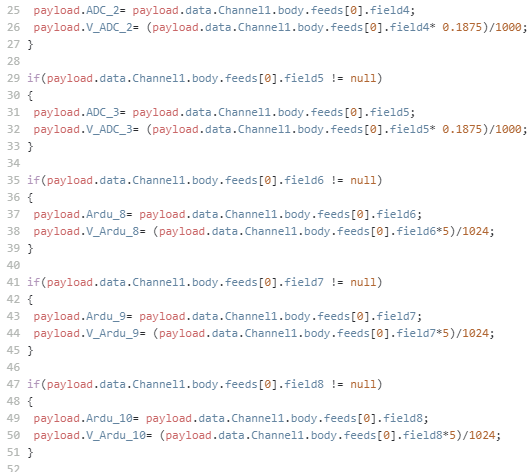 25 payload.ADC_2= payload.data.Channel1.body.feeds[0].field4;
26 payload.V_ADC_2= (payload.data.Channel1.body.feeds[0].field4* 0.1875)/1000;
27 }
28
29 if(payload.data.Channel1.body.feeds[0].field5 != null)
30 {
31 payload.ADC_3= payload.data.Channel1.body.feeds[0].field5;
32 payload.V_ADC_3= (payload.data.Channel1.body.feeds[0].field5* 0.1875)/1000;
33 }
34
35 if(payload.data.Channel1.body.feeds[0].field6 != null)
36 {
37 payload.Ardu_8= payload.data.Channel1.body.feeds[0].field6;
38 payload.V_Ardu_8= (payload.data.Channel1.body.feeds[0].field6*5)/1024;
39 }
40
41 if(payload.data.Channel1.body.feeds[0].field7 != null)
42 {
43 payload.Ardu_9= payload.data.Channel1.body.feeds[0].field7;
44 payload.V_Ardu_9= (payload.data.Channel1.body.feeds[0].field7*5)/1024;
45 }
46
47 if(payload.data.Channel1.body.feeds[0].field8 != null)
48 {
49 payload.Ardu_10= payload.data.Channel1.body.feeds[0].field8;
50 payload.V_Ardu_10= (payload.data.Channel1.body.feeds[0].field8*5)/1024;
51 }
52